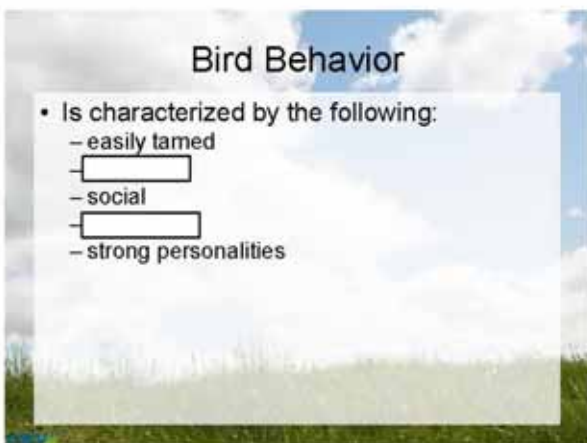 Bird Behavior
• Is characterized by the following:
– easily tamed
–
– social
–
– strong personalities